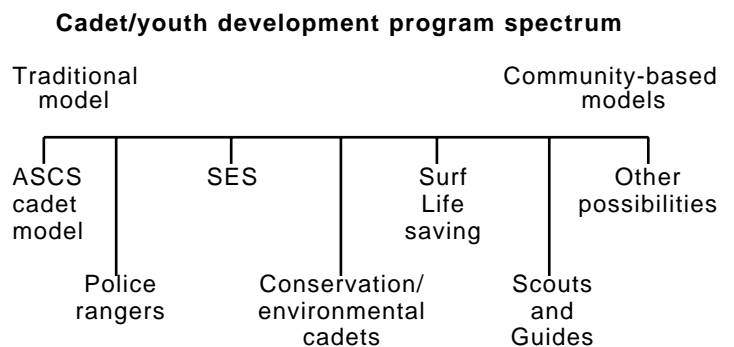 Cadet/youth development program spectrum
Traditional
model
Community-based
models
ASCS
cadet
model
SES
Surf
Life
saving
Other
possibilities
Police
rangers
Conservation/
environmental
cadets
Scouts
and
Guides